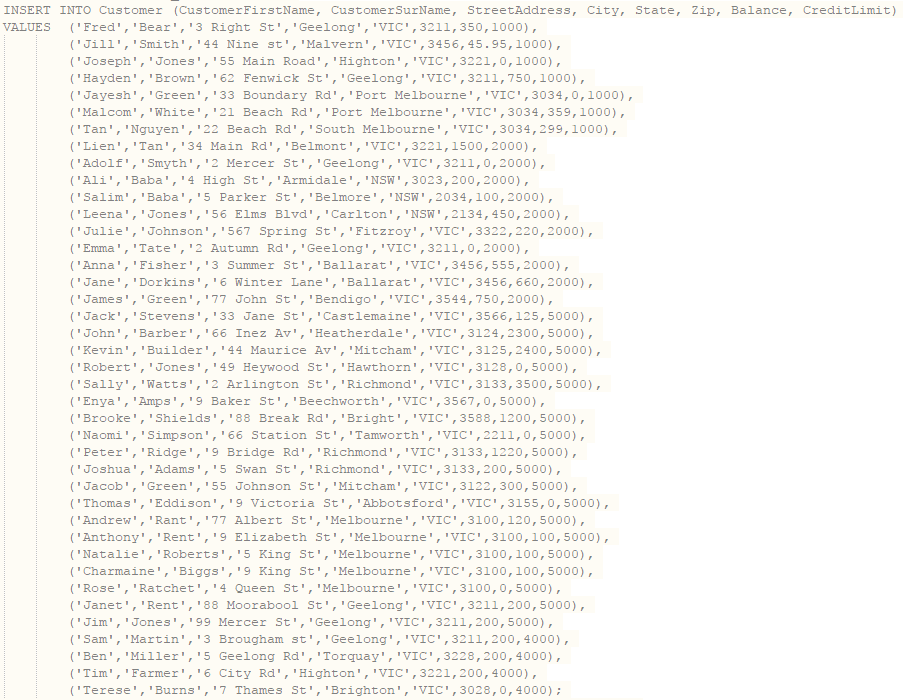 INSERT INTO Customer (CustomerFirstName, CustomerSurName, StreetAddress, City, State, Zip, Balance, CreditLimit)
VALUES ('Fred','Bear','3 Right St','Geelong','VIC',3211,350,1000),
('Jill','Smith','44 Nine st','Malvern','VIC',3456,45.95,1000),
('Joseph','Jones','55 Main Road','Highton','VIC',3221,0,1000),
('Hayden','Brown','62 Fenwick St','Geelong','VIC',3211,750,1000),
('Jayesh','Green','33 Boundary Rd','Port Melbourne','VIC',3034,0,1000),
('Malcom','White','21 Beach Rd','Port Melbourne','VIC',3034,359,1000),
('Tan','Nguyen','22 Beach Rd','South Melbourne','VIC',3034,299,1000),
('Lien','Tan','34 Main Rd','Belmont','VIC',3221,1500,2000),
('Adolf','Smyth','2 Mercer St','Geelong','VIC',3211,0,2000),
('Ali','Baba','4 High St','Armidale','NSW',3023,200,2000),
('Salim','Baba','5 Parker St','Belmore','NSW',2034,100,2000),
('Leena','Jones','56 Elms Blvd','Carlton','NSW',2134,450,2000),
('Julie','Johnson','567 Spring St','Fitzroy','VIC',3322,220,2000),
('Emma','Tate','2 Autumn Rd','Geelong','VIC',3211,0,2000),
('Anna','Fisher','3 Summer St','Ballarat','VIC',3456,555,2000),
('Jane','Dorkins','6 Winter Lane','Ballarat','VIC',3456,660,2000),
('James','Green','77 John St','Bendigo','VIC',3544,750,2000),
('Jack','Stevens','33 Jane St','Castlemaine','VIC',3566,125,5000),
('John','Barber','66 Inez Av','Heatherdale','VIC',3124,2300,5000),
('Kevin','Builder','44 Maurice Av','Mitcham','VIC',3125,2400,5000),
('Robert','Jones','49 Heywood St','Hawthorn','VIC',3128,0,5000),
('Sally','Watts','2 Arlington St','Richmond','VIC',3133,3500,5000),
('Enya','Amps','9 Baker St','Beechworth','VIC',3567,0,5000),
('Brooke','Shields','88 Break Rd','Bright','VIC',3588,1200,5000),
('Naomi','Simpson','66 Station St','Tamworth','VIC',2211,0,5000),
('Peter','Ridge','9 Bridge Rd','Richmond','VIC',3133,1220,5000),
('Joshua','Adams','5 Swan St','Richmond','VIC',3133,200,5000),
('Jacob','Green','55 Johnson St','Mitcham','VIC',3122,300,5000),
('Thomas','Eddison','9 Victoria St','Abbotsford','VIC',3155,0,5000),
('Andrew','Rant','77 Albert St','Melbourne','VIC',3100,120,5000),
('Anthony','Rent','9 Elizabeth St','Melbourne','VIC',3100,100,5000),
('Natalie','Roberts','5 King St','Melbourne','VIC',3100,100,5000),
('Charmaine','Biggs','9 King St','Melbourne','VIC',3100,100,5000),
('Rose','Ratchet','4 Queen St','Melbourne','VIC',3100,0,5000),
('Janet','Rent','88 Moorabool St','Geelong','VIC',3211,200,5000),
('Jim','Jones','99 Mercer St','Geelong','VIC',3211,200,5000),
('Sam','Martin','3 Brougham st','Geelong','VIC',3211,200,4000),
('Ben','Miller','5 Geelong Rd','Torquay','VIC',3228,200,4000),
('Tim','Farmer','6 City Rd','Highton','VIC',3221,200,4000),
('Terese','Burns','7 Thames St','Brighton','VIC',3028,0,4000);